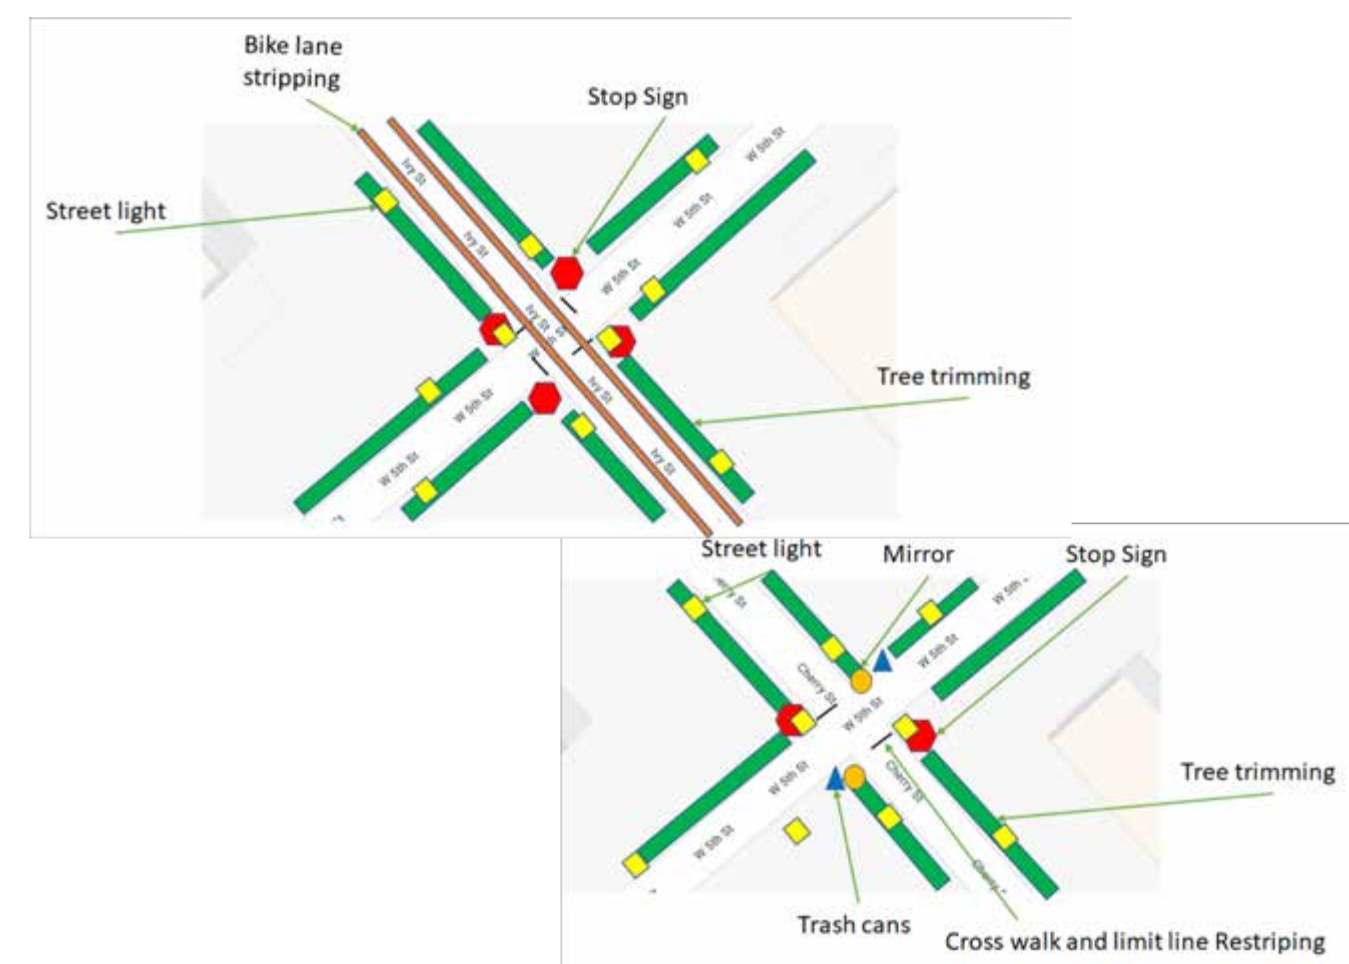 Bike lane
stripping
Stop Sign
Street light
Tree trimming
Ivy St
Ivy St
Ivy St
Ivy St
Ivy St
W 5th St
W 5th St
W 5th St
W 5th St
W 5th St
Street light
Mirror
Stop Sign
Tree trimming
Trash cans
Cross walk and limit line Restriping
Cherry St
Cherry St
W 5th St
W 5th St
W 5th St
W 5th St